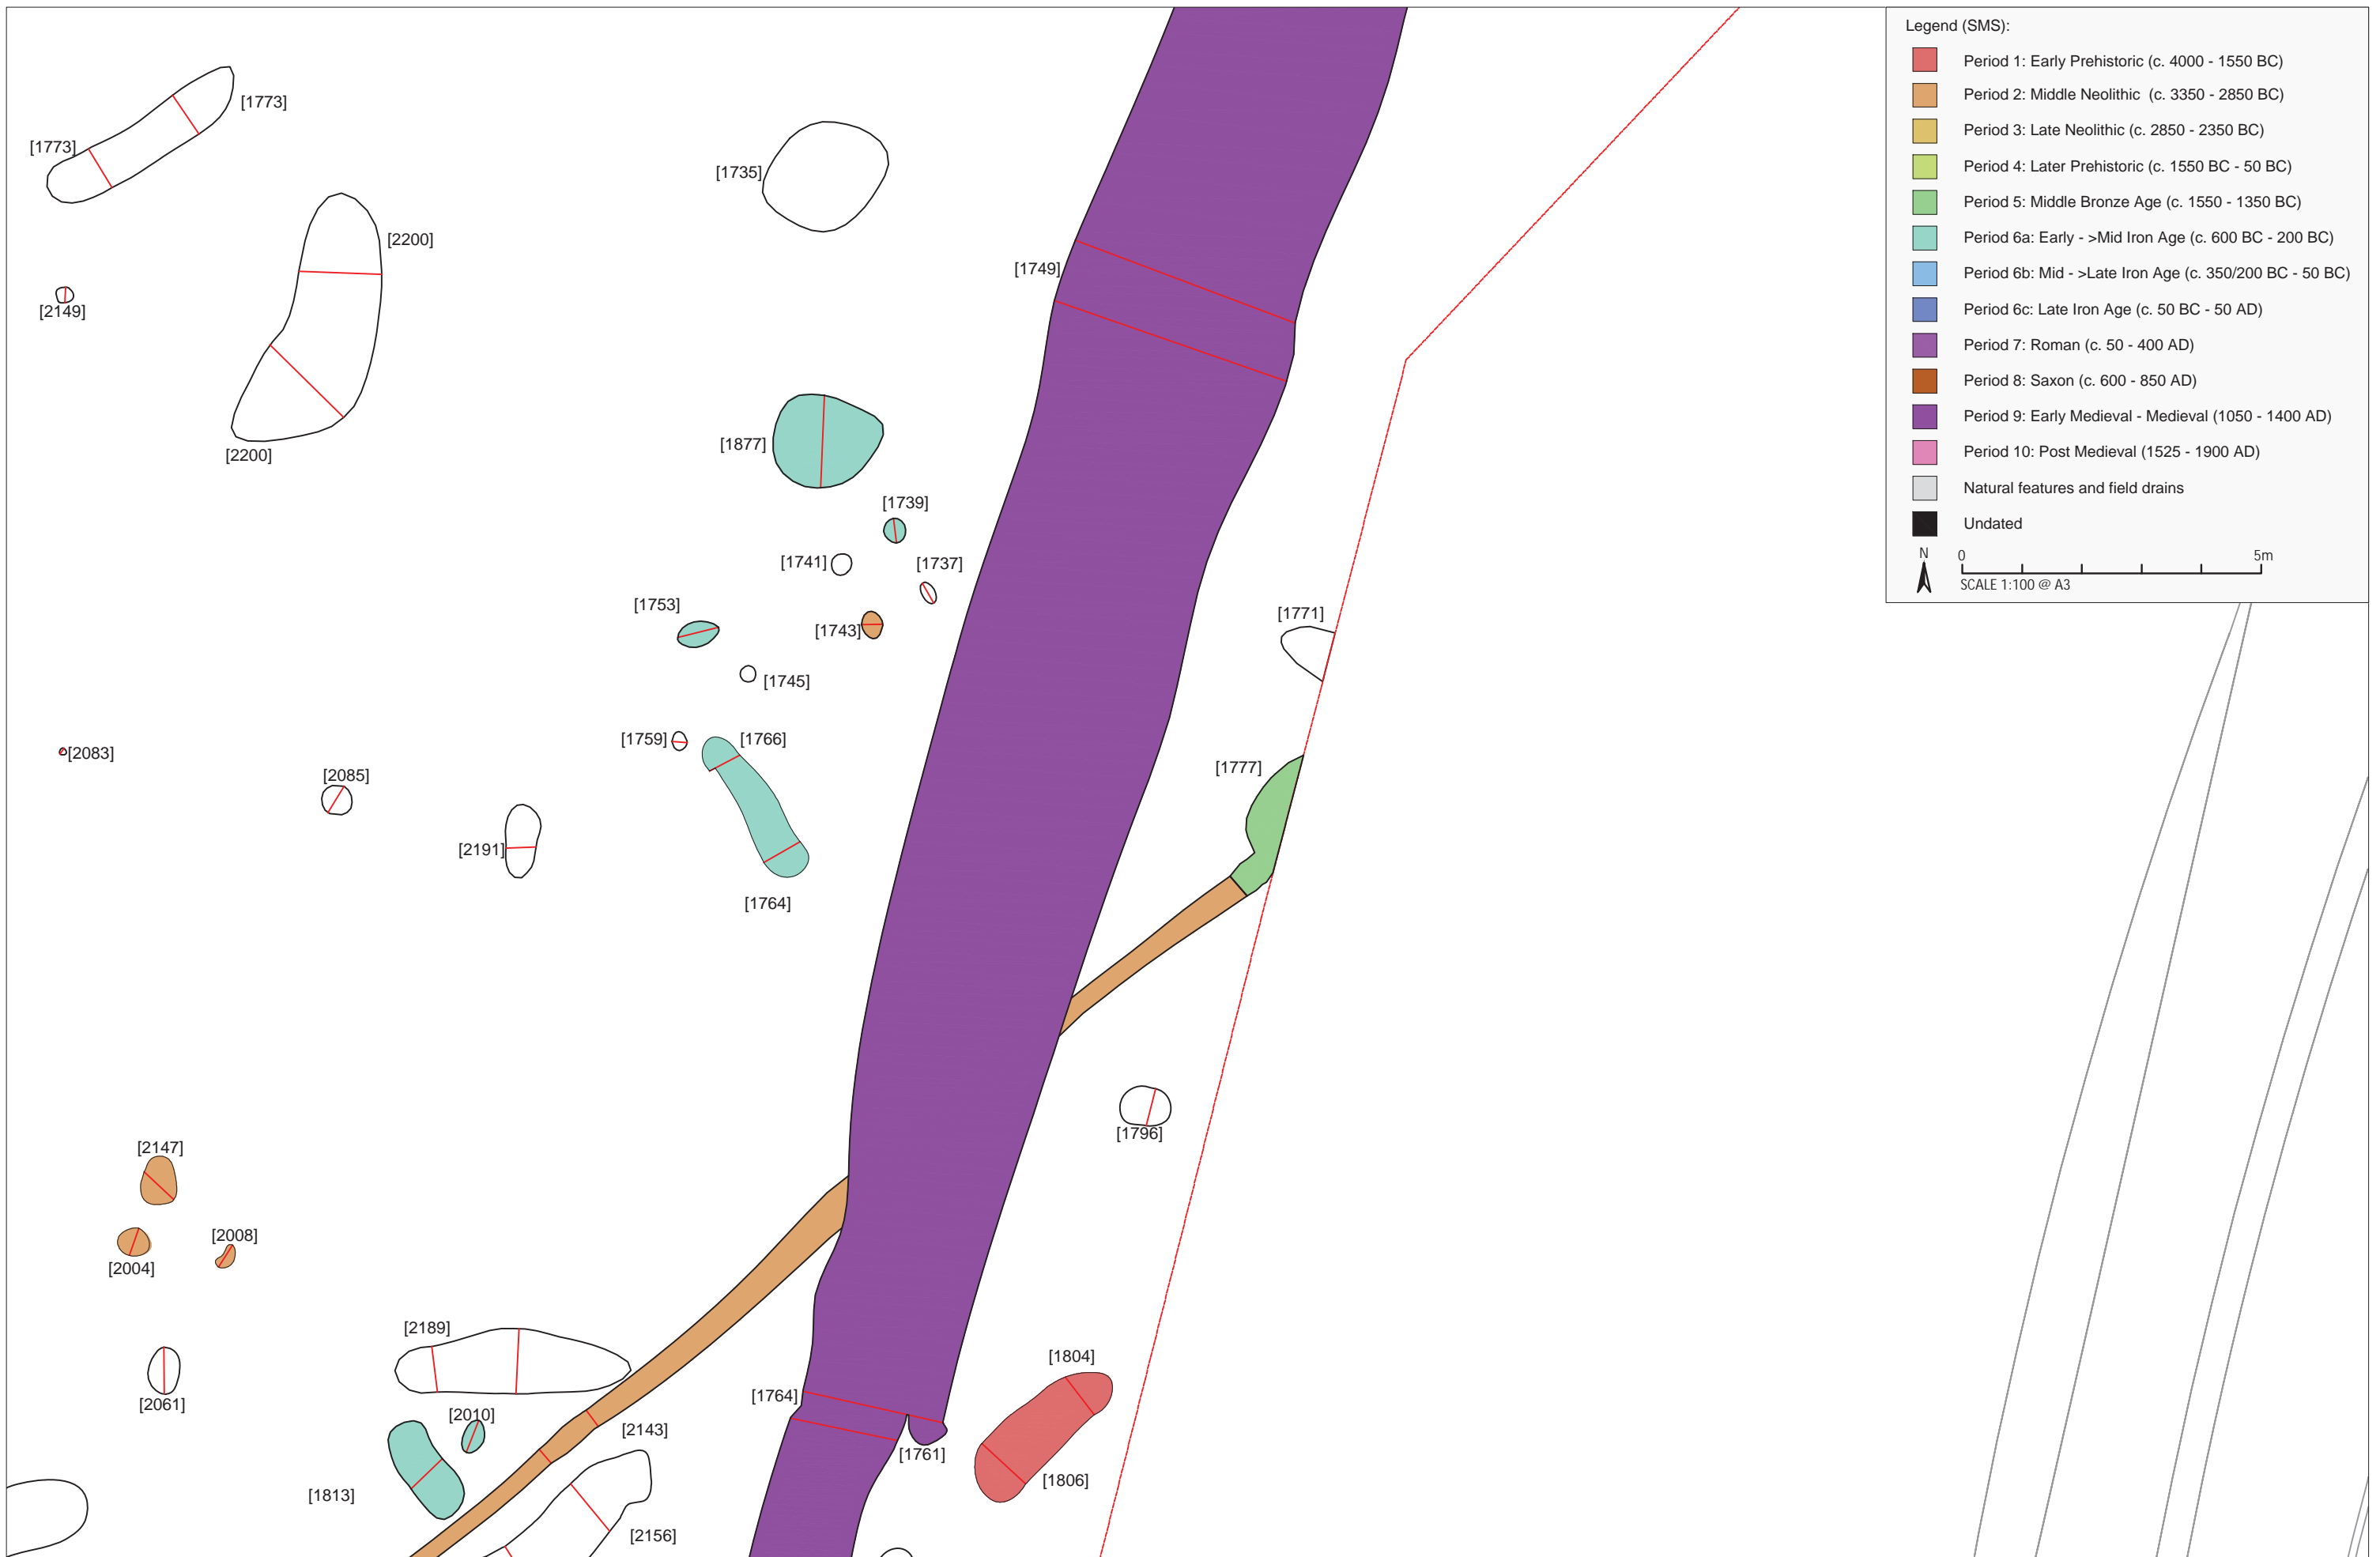 [1773]
[1773]
[1735]
[2200]
[1749]
[2149]
[2200]
[1877]
[1739]
[1741]
[1737]
[1753]
[1743]
[1771]
[1745]
[1759]
[1766]
[2083]
[1777]
[2085]
[2191]
[1764]
[1796]
[2147]
[2008]
[2004]
[2189]
[1804]
[1764]
[2061]
[2010]
[2143]
[1761]
[1806]
[1813]
[2156]
Legend (SMS):
Period 1: Early Prehistoric (c. 4000 - 1550 BC)
Period 2: Middle Neolithic (c. 3350 - 2850 BC)
Period 3: Late Neolithic (c. 2850 - 2350 BC)
Period 4: Later Prehistoric (c. 1550 BC - 50 BC)
Period 5: Middle Bronze Age (c. 1550 - 1350 BC)
Period 6a: Early - >Mid Iron Age (c. 600 BC - 200 BC)
Period 6b: Mid - >Late Iron Age (c. 350/200 BC - 50 BC)
Period 6c: Late Iron Age (c. 50 BC - 50 AD)
Period 7: Roman (c. 50 - 400 AD)
Period 8: Saxon (c. 600 - 850 AD)
Period 9: Early Medieval - Medieval (1050 - 1400 AD)
Period 10: Post Medieval (1525 - 1900 AD)
Natural features and field drains
Undated
N 0 5m
SCALE 1:100 @ A3